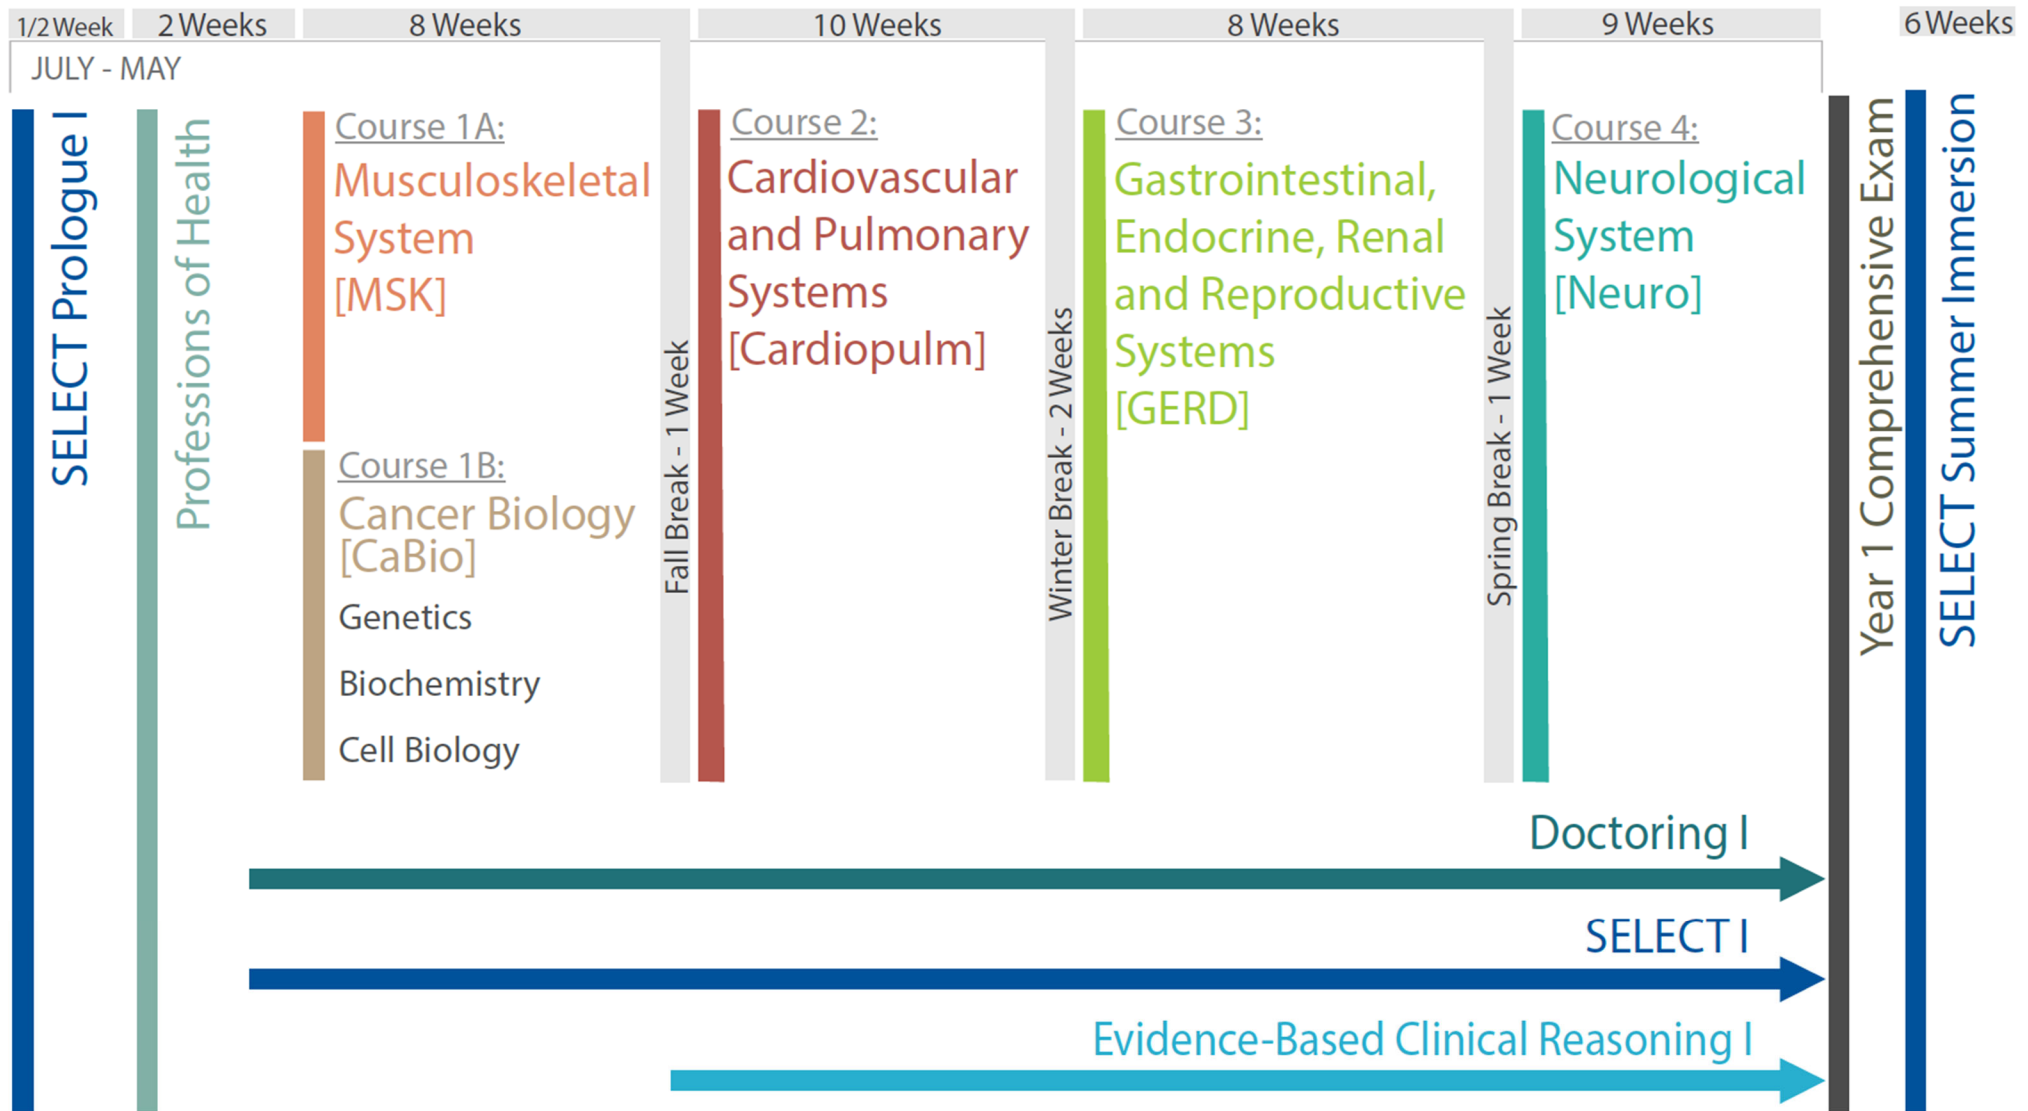 1/2 Week
2 Weeks
8 Weeks
10 Weeks
8 Weeks
9 Weeks
6 Weeks
JULY - MAY
SELECT Prologue I
Professions of Health
Course 1A:
Musculoskeletal
System
[MSK]
Course 1B:
Cancer Biology
[CaBio]
Genetics
Biochemistry
Cell Biology
Fall Break - 1 Week
Course 2:
Cardiovascular
and Pulmonary
Systems
[Cardiopulm]
Winter Break - 2 Weeks
Course 3:
Gastrointestinal,
Endocrine, Renal
and Reproductive
Systems
[GERD]
Spring Break - 1 Week
Course 4:
Neurological
System
[Neuro]
Year 1 Comprehensive Exam
SELECT Summer Immersion
Doctoring I
SELECT I
Evidence-Based Clinical Reasoning I